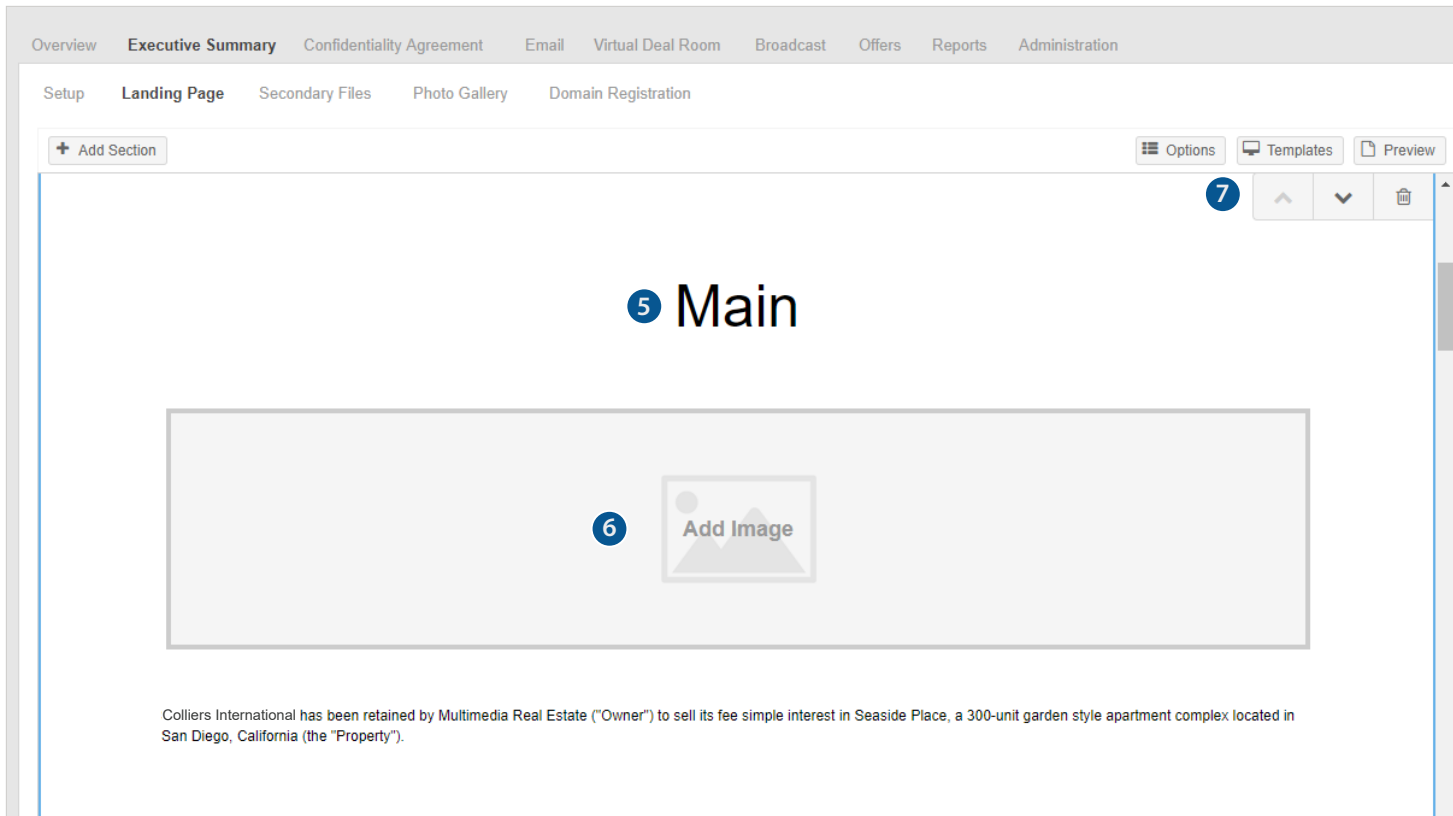 Overview Executive Summary Confidentiality Agreement Email Virtual Deal Room Broadcast Offers Reports Administration
Setup Landing Page Secondary Files Photo Gallery Domain Registration
+ Add Section Options Templates Preview
7
5 Main
6 Add Image
Colliers International has been retained by Multimedia Real Estate ("Owner") to sell its fee simple interest in Seaside Place, a 300-unit garden style apartment complex located in
San Diego, California (the "Property").